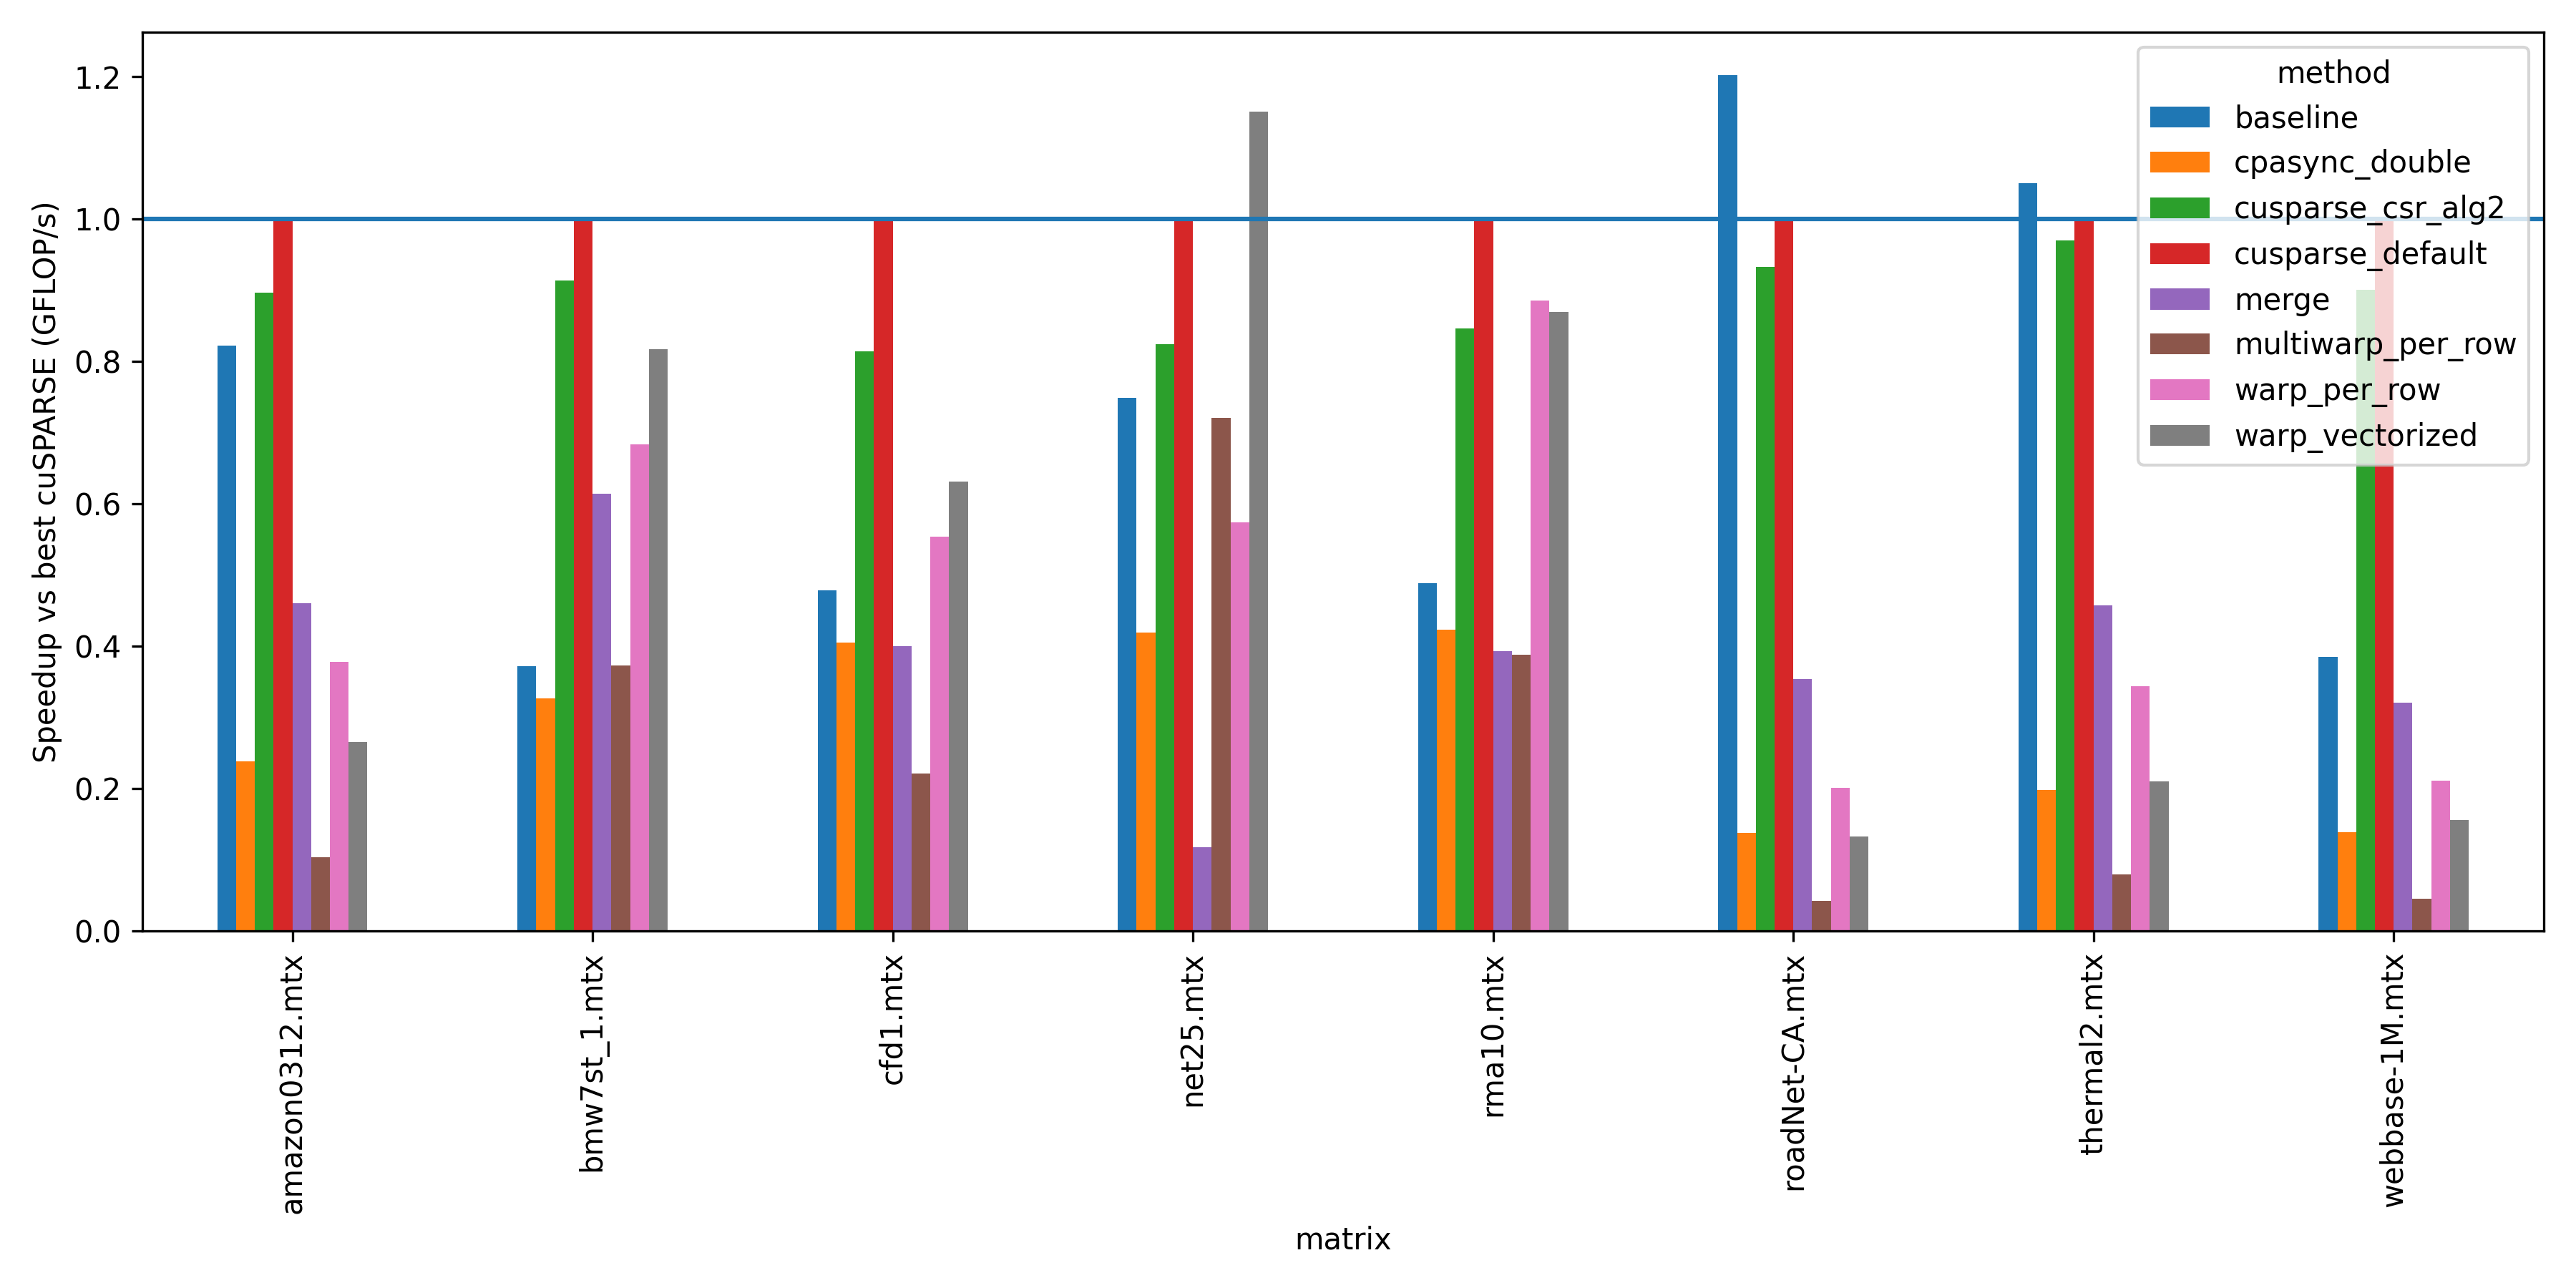 Speedup vs best cuSPARSE (GFLOP/s)
1.2
1.0
0.8
0.6
0.4
0.2
0.0
method
baseline
cpasync_double
cusparse_csr_alg2
cusparse_default
merge
multiwarp_per_row
warp_per_row
warp_vectorized
amazon0312.mtx
bmw7st_1.mtx
cfd1.mtx
net25.mtx
rma10.mtx
roadNet-CA.mtx
thermal2.mtx
webbase-1M.mtx
matrix